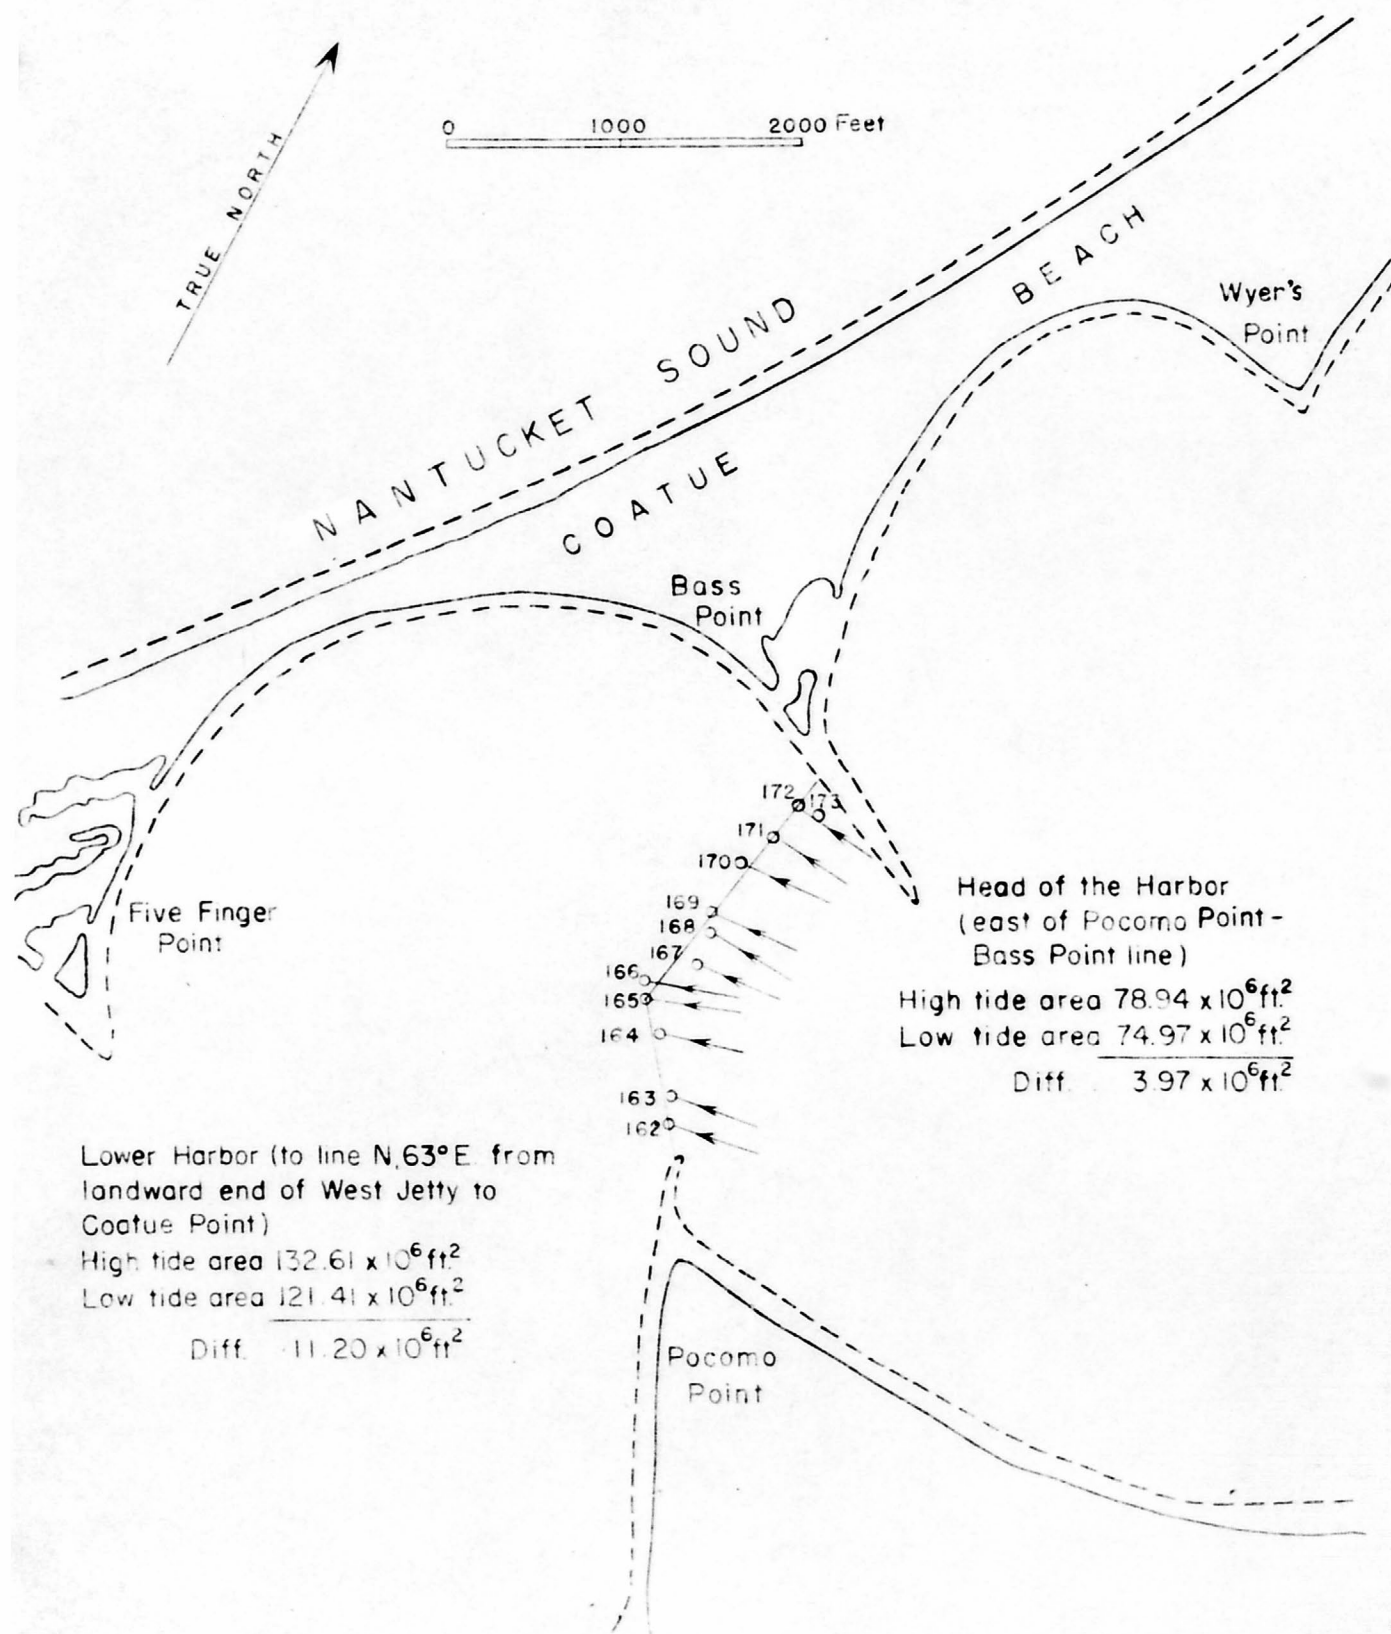 TRUE NORTH
0 1000 2000 Feet
NANTUCKET SOUND
COATUE BEACH
Wyer's
Point
Bass
Point
172 173
171
170
169
168
167
166
165
164
163
162
Five Finger
Point
Head of the Harbor
(east of Pocomo Point-
Bass Point line)
High tide area 78.94 x 10⁶ft.²
Low tide area 74.97 x 10⁶ft.²
Diff. 3.97 x 10⁶ft.²
Lower Harbor (to line N.63°E. from
landward end of West Jetty to
Coatue Point)
High tide area 132.61 x 10⁶ft.²
Low tide area 121.41 x 10⁶ft.²
Diff. 11.20 x 10⁶ft²
Pocomo
Point